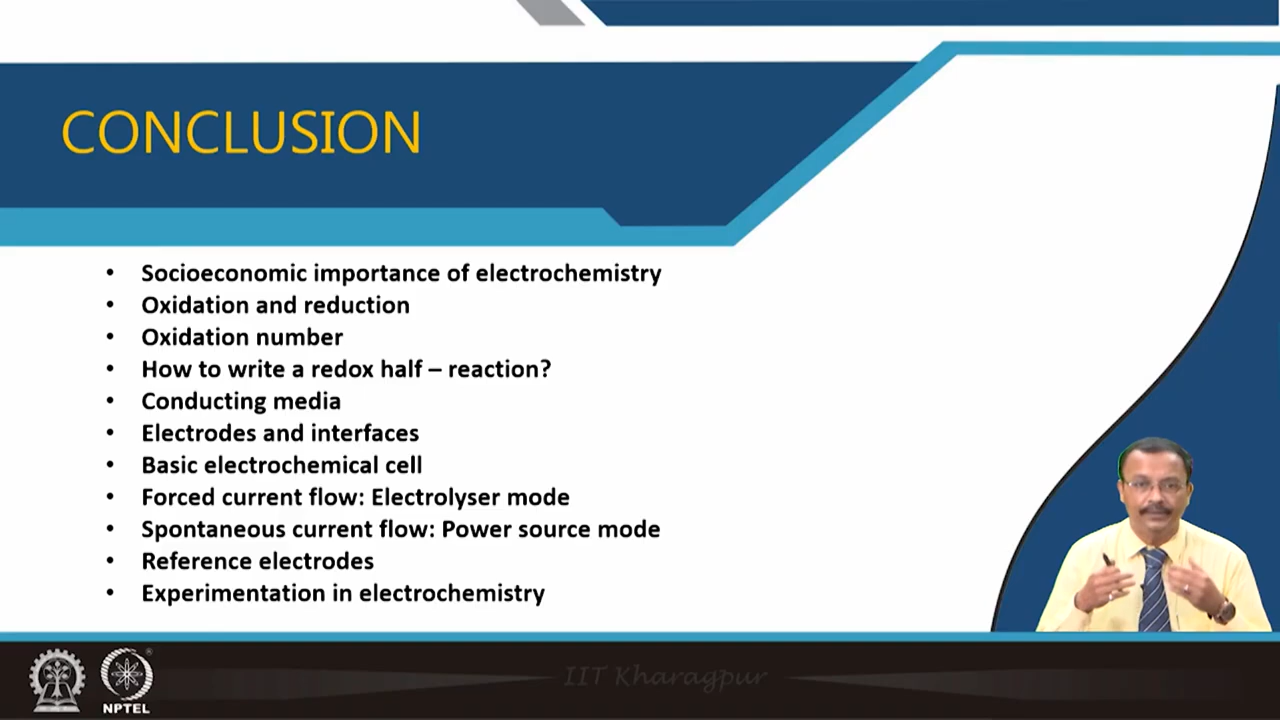 CONCLUSION
• Socioeconomic importance of electrochemistry
• Oxidation and reduction
• Oxidation number
• How to write a redox half – reaction?
• Conducting media
• Electrodes and interfaces
• Basic electrochemical cell
• Forced current flow: Electrolyser mode
• Spontaneous current flow: Power source mode
• Reference electrodes
• Experimentation in electrochemistry
IIT Kharagpur
NPTEL